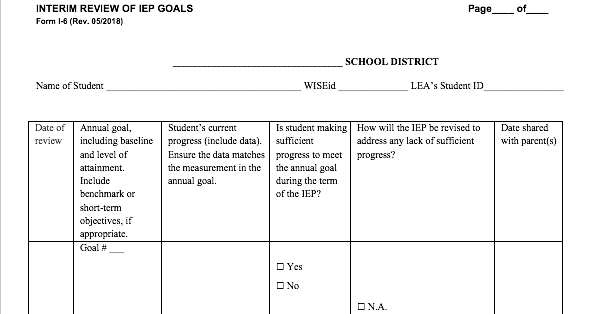 INTERIM REVIEW OF IEP GOALS
Page____ of____
Form I-6 (Rev. 05/2018)
__________________________________ SCHOOL DISTRICT
Name of Student ________________________________________ WISEid ______________ LEA's Student ID________________
Date of
review
Annual goal,
including baseline
and level of
attainment.
Include
benchmark or
short-term
objectives, if
appropriate.
Student's current
progress (include data).
Ensure the data matches
the measurement in the
annual goal.
Is student making
sufficient
progress to meet
the annual goal
during the term
of the IEP?
How will the IEP be revised to
address any lack of sufficient
progress?
Date shared
with parent(s)
Goal # ___
☐ Yes
☐ No
☐ N.A.